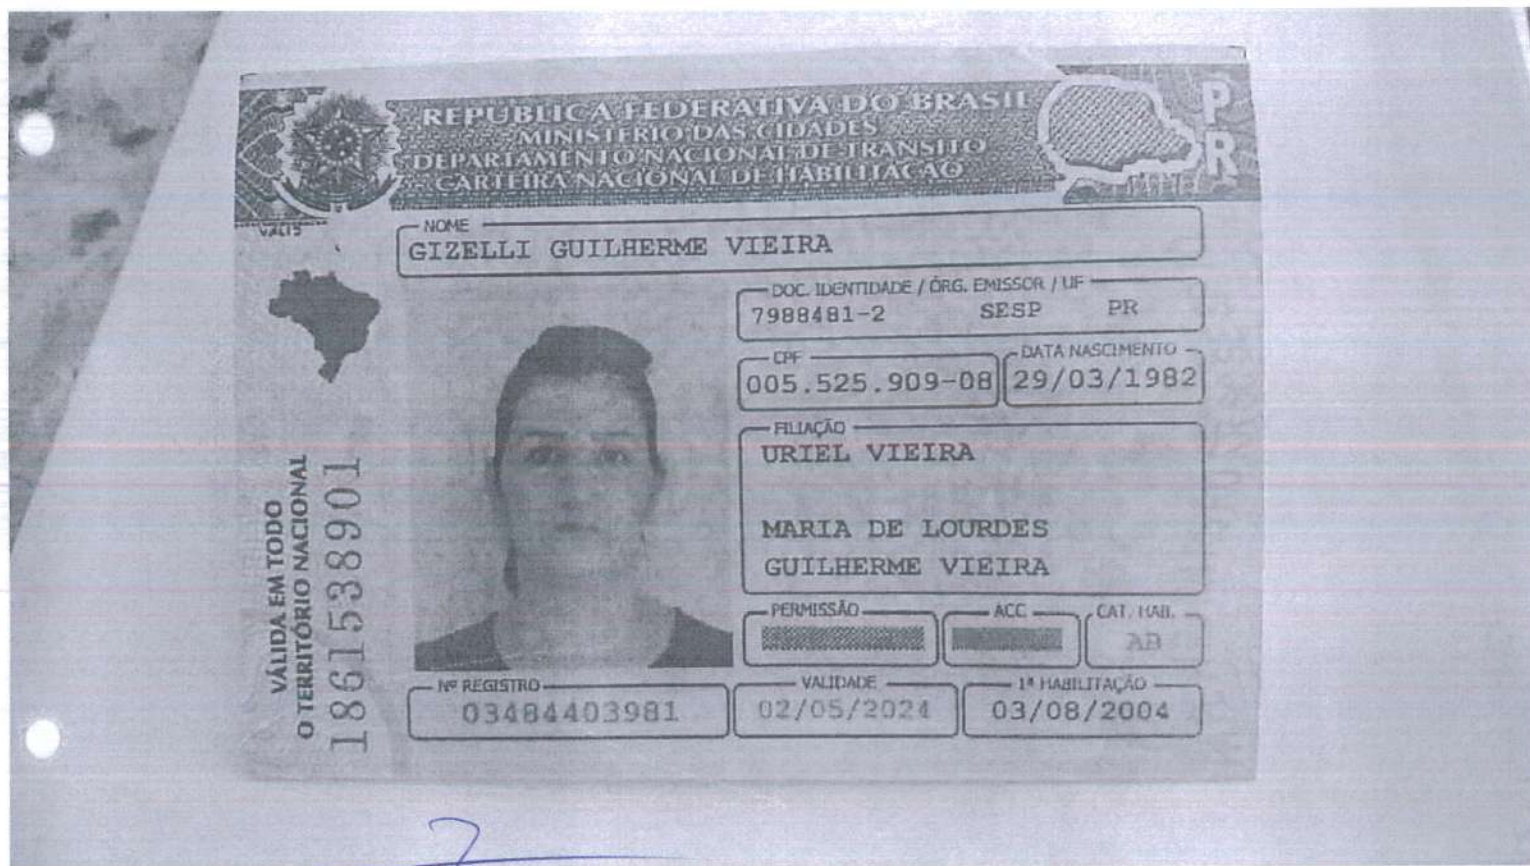 REPÚBLICA FEDERATIVA DO BRASIL
MINISTÉRIO DAS CIDADES
DEPARTAMENTO NACIONAL DE TRÂNSITO
CARTEIRA NACIONAL DE HABILITAÇÃO
PR
NOME
GIZELLI GUILHERME VIEIRA
DOC. IDENTIDADE / ÓRG. EMISSOR / UF
7988481-2 SESP PR
CPF
005.525.909-08
DATA NASCIMENTO
29/03/1982
FILIAÇÃO
URIEL VIEIRA
MARIA DE LOURDES
GUILHERME VIEIRA
PERMISSÃO
ACC
CAT. HAB.
AB
Nº REGISTRO
03484403981
VALIDADE
02/05/2024
1ª HABILITAÇÃO
03/08/2004
VÁLIDA EM TODO
O TERRITÓRIO NACIONAL
1861538901